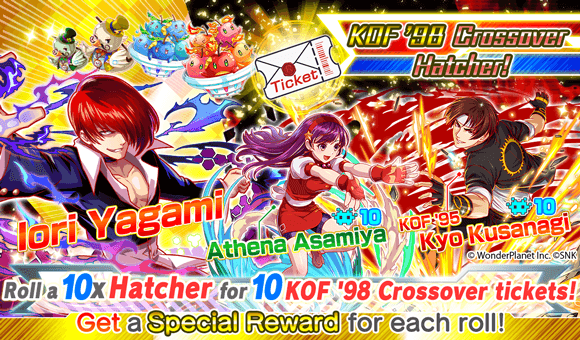 KOF '98 Crossover
Hatcher!
Ticket
Iori Yagami
10
Athena Asamiya
10
KOF '95
Kyo Kusanagi
© WonderPlanet Inc. ©SNK
Roll a 10x Hatcher for 10 KOF '98 Crossover tickets!
Get a Special Reward for each roll!